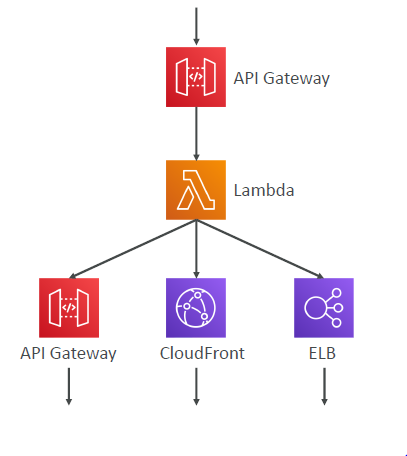 API Gateway
Lambda
API Gateway
CloudFront
ELB